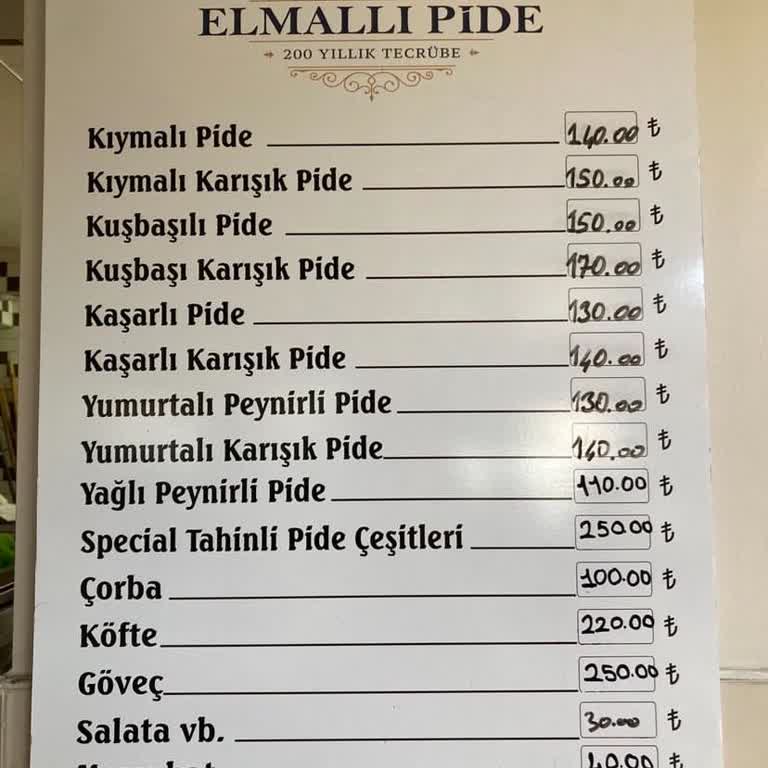 ELMALLI PİDE
200 YILLIK TECRÜBE
Kıymalı Pide 140.00 ₺
Kıymalı Karışık Pide 150.00 ₺
Kuşbaşılı Pide 150.00 ₺
Kuşbaşı Karışık Pide 170.00 ₺
Kaşarlı Pide 130.00 ₺
Kaşarlı Karışık Pide 140.00 ₺
Yumurtalı Peynirli Pide 130.00 ₺
Yumurtalı Karışık Pide 140.00 ₺
Yağlı Peynirli Pide 110.00 ₺
Special Tahinli Pide Çeşitleri 250.00 ₺
Çorba 100.00 ₺
Köfte 220.00 ₺
Göveç 250.00 ₺
Salata vb. 30.00 ₺
40.00 ₺